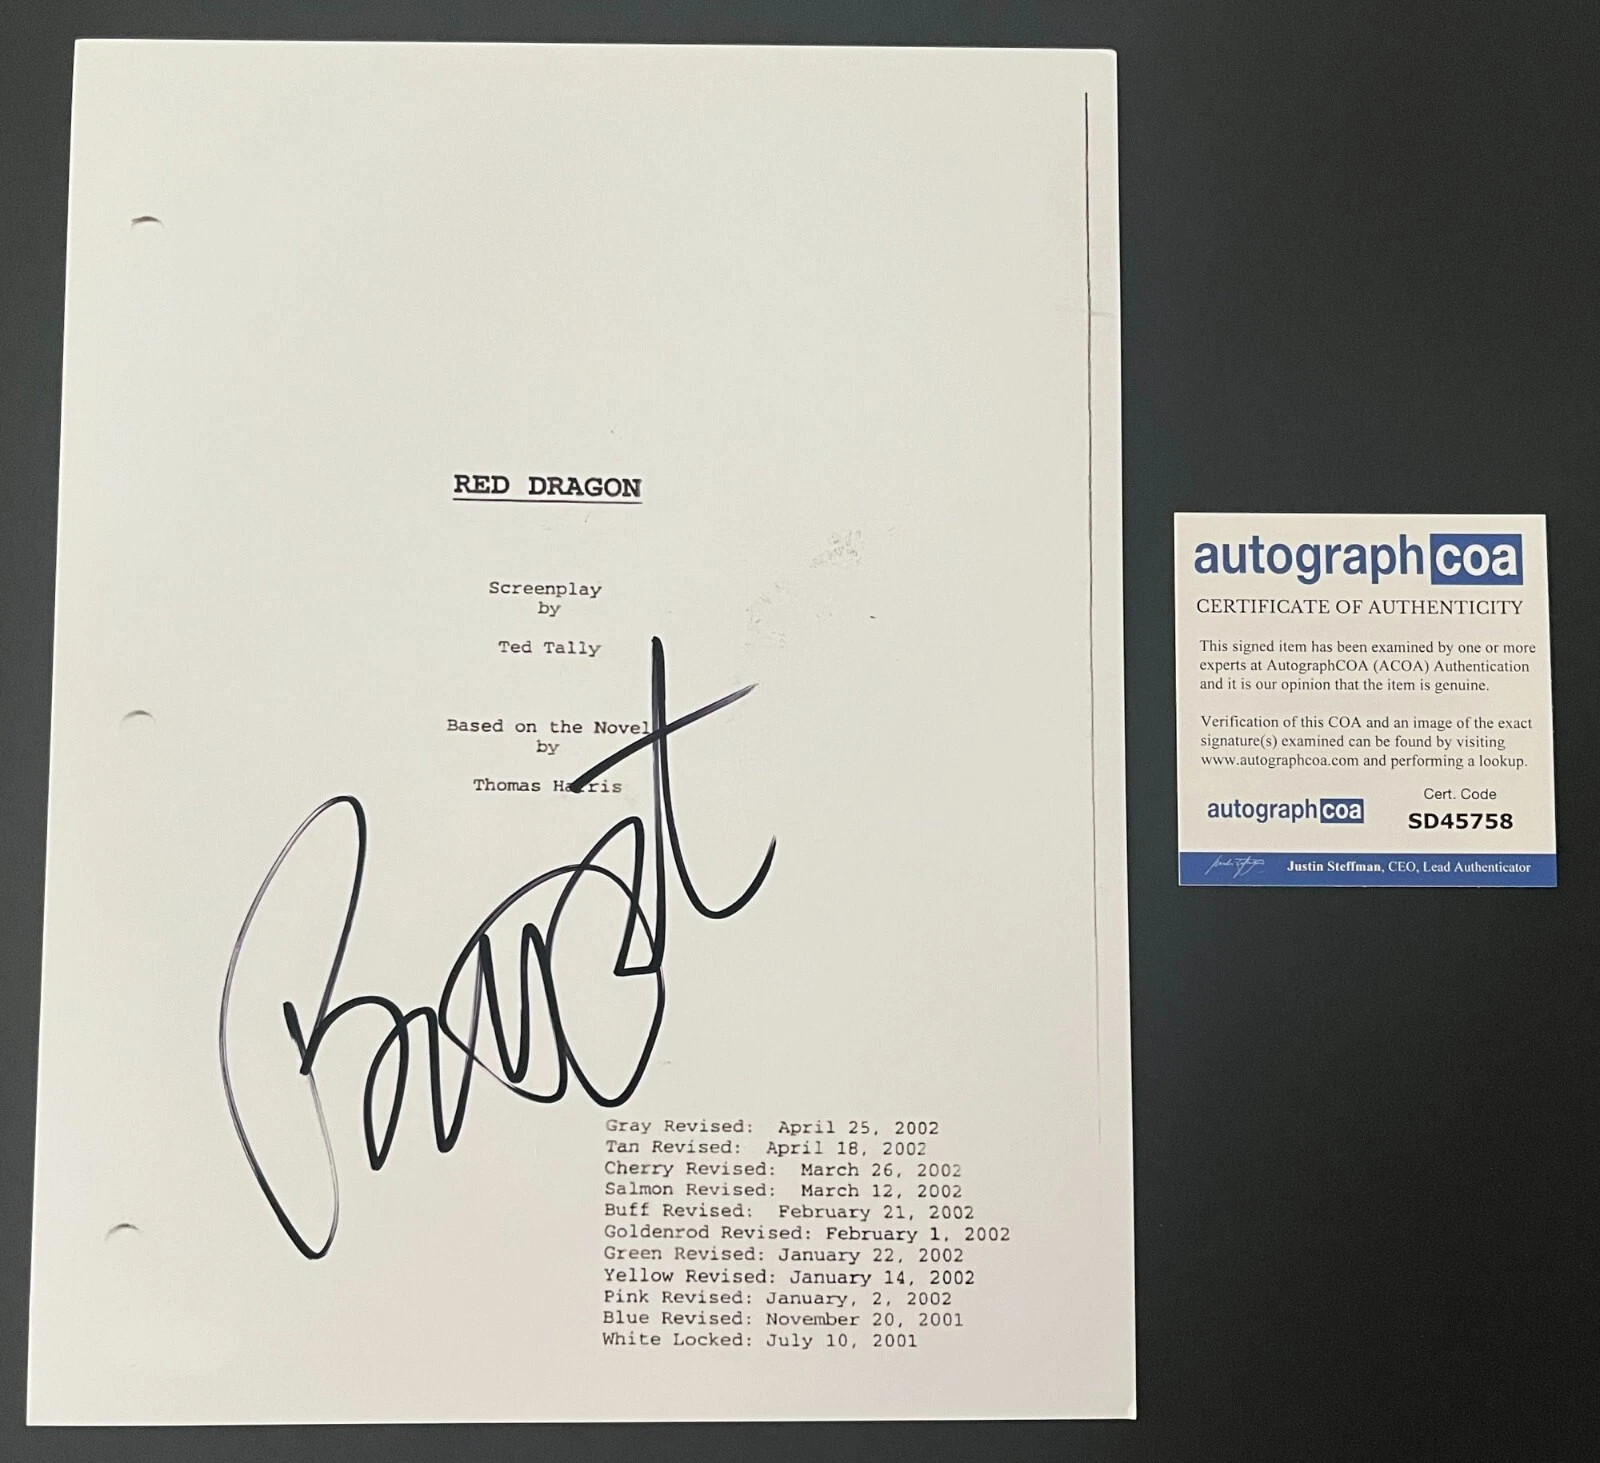 RED DRAGON
Screenplay
by
Ted Tally
Based on the Novel
by
Thomas Harris
Gray Revised: April 25, 2002
Tan Revised: April 18, 2002
Cherry Revised: March 26, 2002
Salmon Revised: March 12, 2002
Buff Revised: February 21, 2002
Goldenrod Revised: February 1, 2002
Green Revised: January 22, 2002
Yellow Revised: January 14, 2002
Pink Revised: January, 2, 2002
Blue Revised: November 20, 2001
White Locked: July 10, 2001
autograph coa
CERTIFICATE OF AUTHENTICITY
This signed item has been examined by one or more
experts at AutographCOA (ACOA) Authentication
and it is our opinion that the item is genuine.
Verification of this COA and an image of the exact
signature(s) examined can be found by visiting
www.autographcoa.com and performing a lookup.
autograph coa
Cert. Code
SD45758
Justin Steffman, CEO, Lead Authenticator